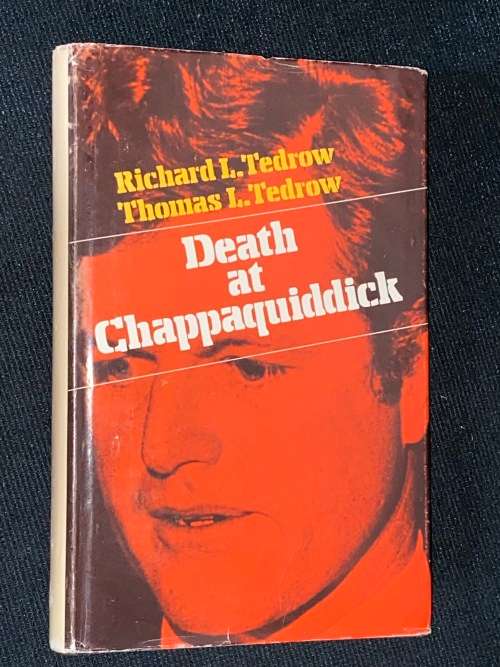 Richard L. Tedrow
Thomas L. Tedrow
Death
at
Chappaquiddick